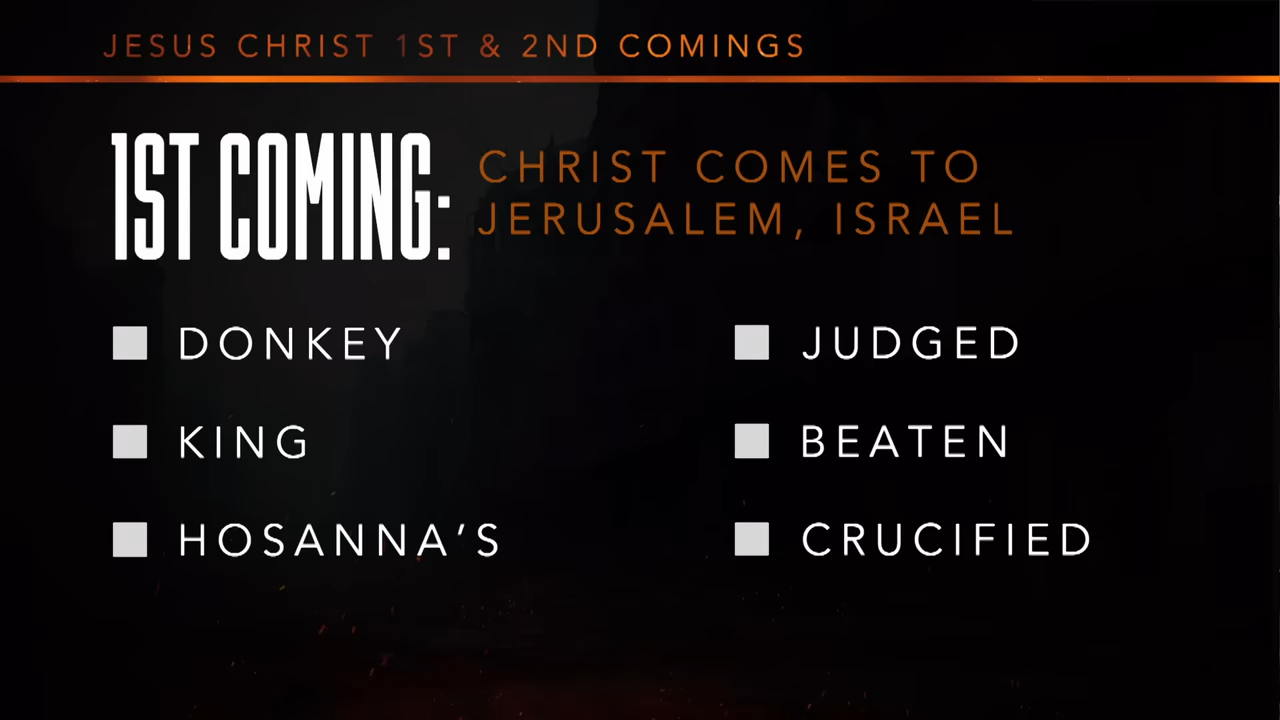 JESUS CHRIST 1ST & 2ND COMINGS
1ST COMING:
CHRIST COMES TO
JERUSALEM, ISRAEL
DONKEY
KING
HOSANNA’S
JUDGED
BEATEN
CRUCIFIED